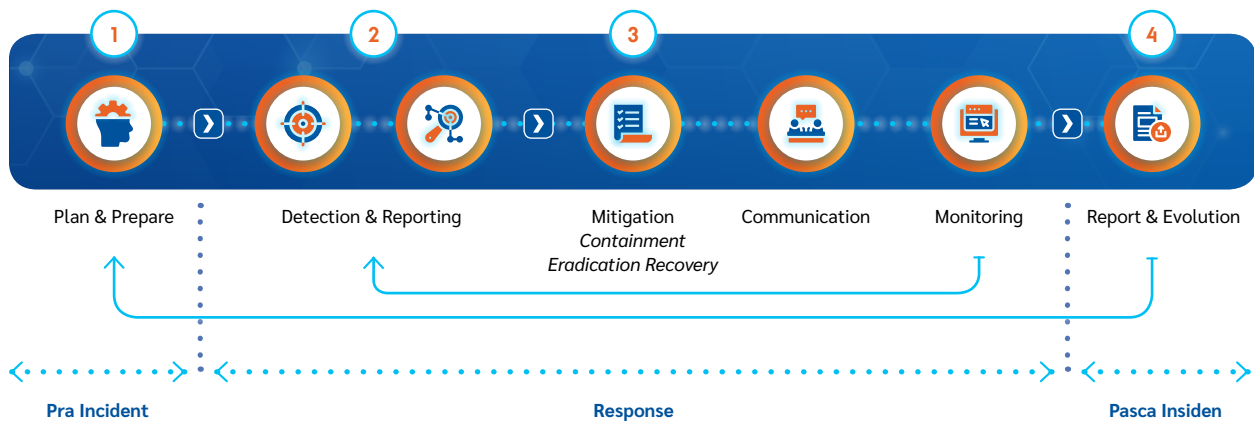 1
2
3
4
Plan & Prepare
Detection & Reporting
Mitigation
Containment
Eradication Recovery
Communication
Monitoring
Report & Evolution
Pra Incident
Response
Pasca Insiden